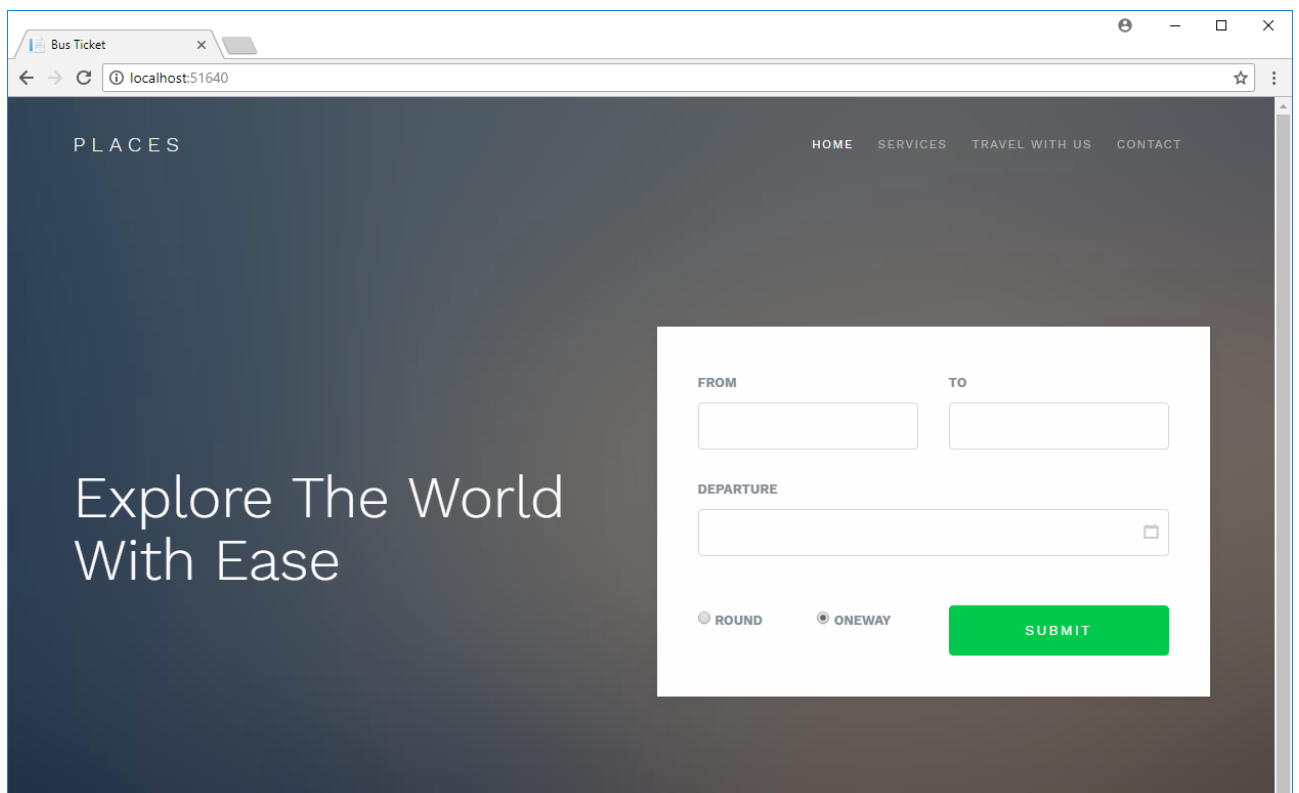 Bus Ticket
localhost:51640
PLACES
HOME SERVICES TRAVEL WITH US CONTACT
FROM TO
DEPARTURE
Explore The World
With Ease
ROUND ONEWAY SUBMIT